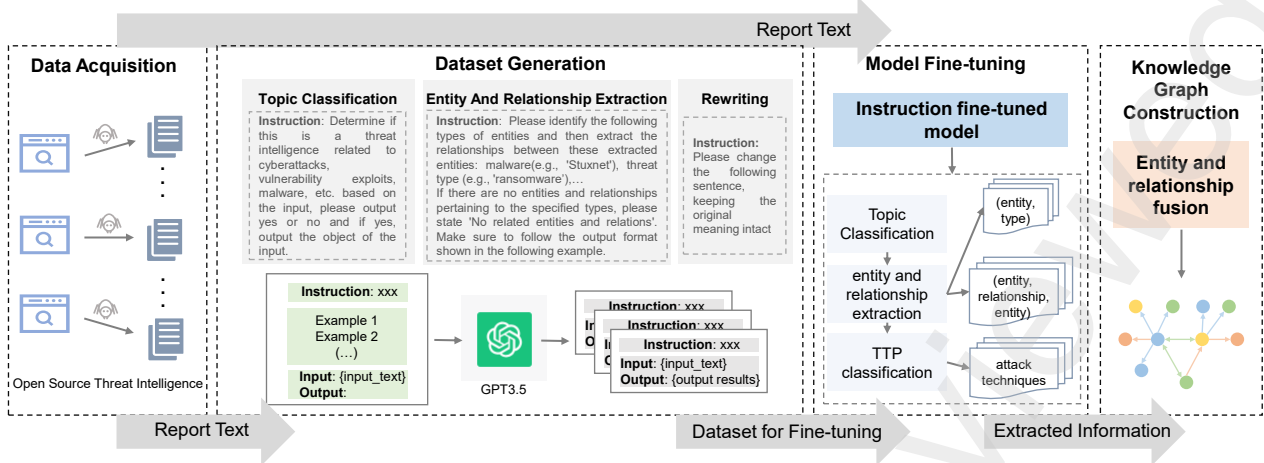 Report Text
Data Acquisition
Open Source Threat Intelligence
Dataset Generation
Topic Classification
Instruction: Determine if
this is a threat
intelligence related to
cyberattacks,
vulnerability exploits,
malware, etc. based on
the input, please output
yes or no and if yes,
output the object of the
input.
Entity And Relationship Extraction
Instruction: Please identify the following
types of entities and then extract the
relationships between these extracted
entities: malware(e.g., 'Stuxnet'), threat
type (e.g., 'ransomware'),...
If there are no entities and relationships
pertaining to the specified types, please
state 'No related entities and relations'.
Make sure to follow the output format
shown in the following example.
Rewriting
Instruction:
Please change
the following
sentence,
keeping the
original
meaning intact
Instruction: xxx
Example 1
Example 2
(...)
Input: {input_text}
Output:
GPT3.5
Instruction: xxx
In
O
Instruction: xxx
I
O
Instruction: xxx
Input: {input_text}
Output: {output results}
Model Fine-tuning
Instruction fine-tuned
model
Topic
Classification
entity and
relationship
extraction
TTP
classification
(entity,
type)
(entity,
relationship,
entity)
attack
techniques
Knowledge
Graph
Construction
Entity and
relationship
fusion
Report Text
Dataset for Fine-tuning
Extracted Information